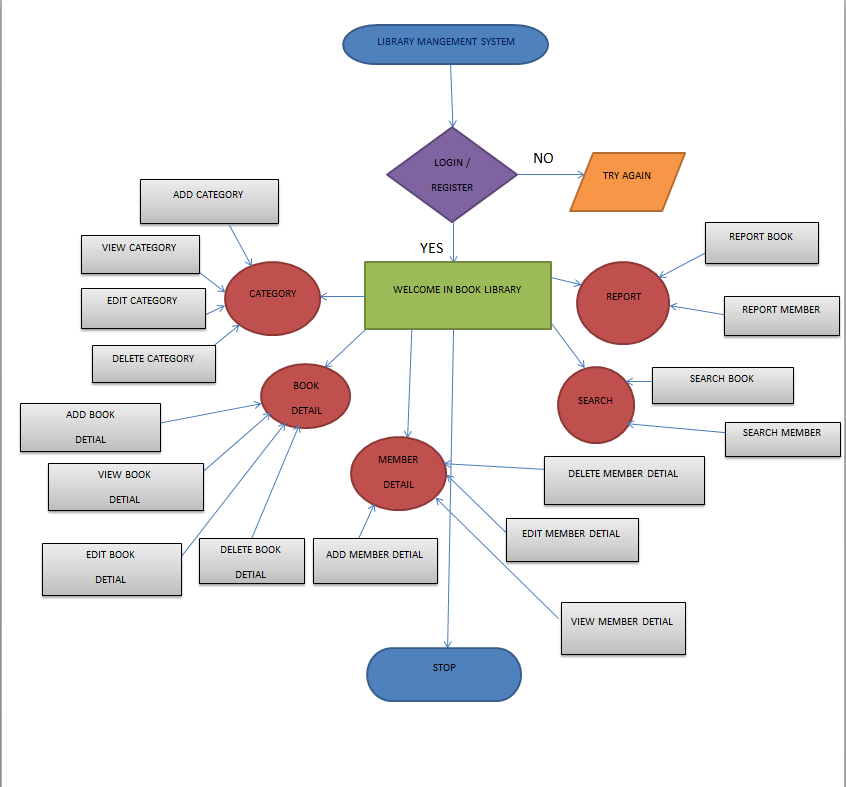 LIBRARY MANGEMENT SYSTEM
LOGIN /
REGISTER
NO
TRY AGAIN
YES
WELCOME IN BOOK LIBRARY
ADD CATEGORY
VIEW CATEGORY
EDIT CATEGORY
DELETE CATEGORY
CATEGORY
REPORT
REPORT BOOK
REPORT MEMBER
BOOK
DETAIL
ADD BOOK
DETIAL
VIEW BOOK
DETIAL
EDIT BOOK
DETIAL
DELETE BOOK
DETIAL
SEARCH
SEARCH BOOK
SEARCH MEMBER
MEMBER
DETAIL
DELETE MEMBER DETIAL
EDIT MEMBER DETIAL
ADD MEMBER DETIAL
VIEW MEMBER DETIAL
STOP